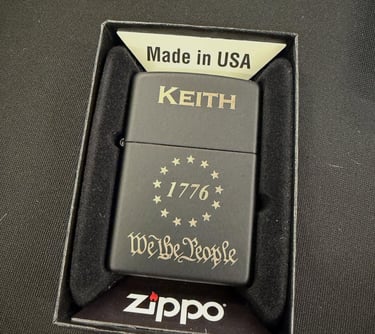 Made in USA
KEITH
1776
We the People
zippo